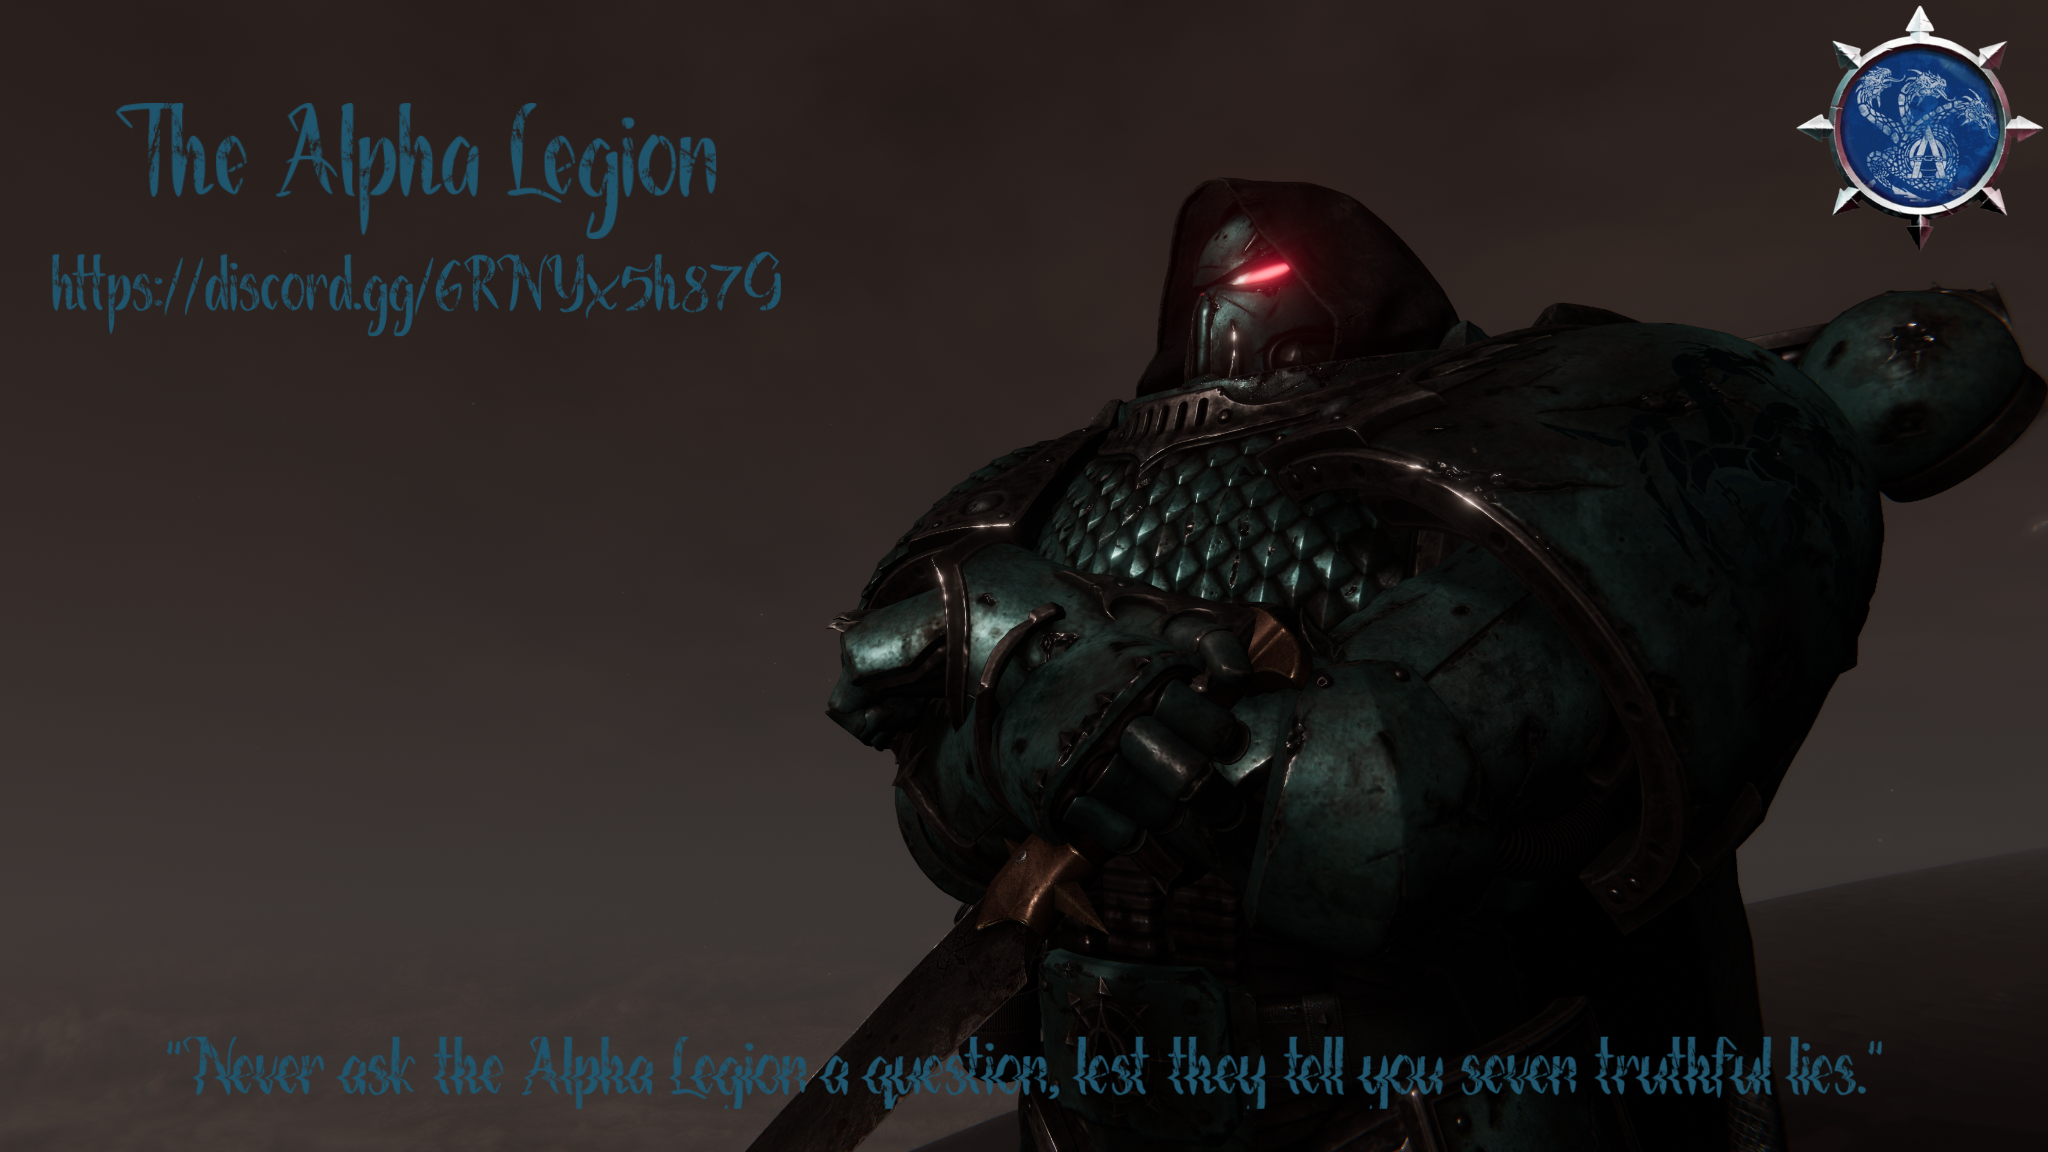 The Alpha Legion
https://discord.gg/6RNYx5h87G
"Never ask the Alpha Legion a question, lest they tell you seven truthful lies."